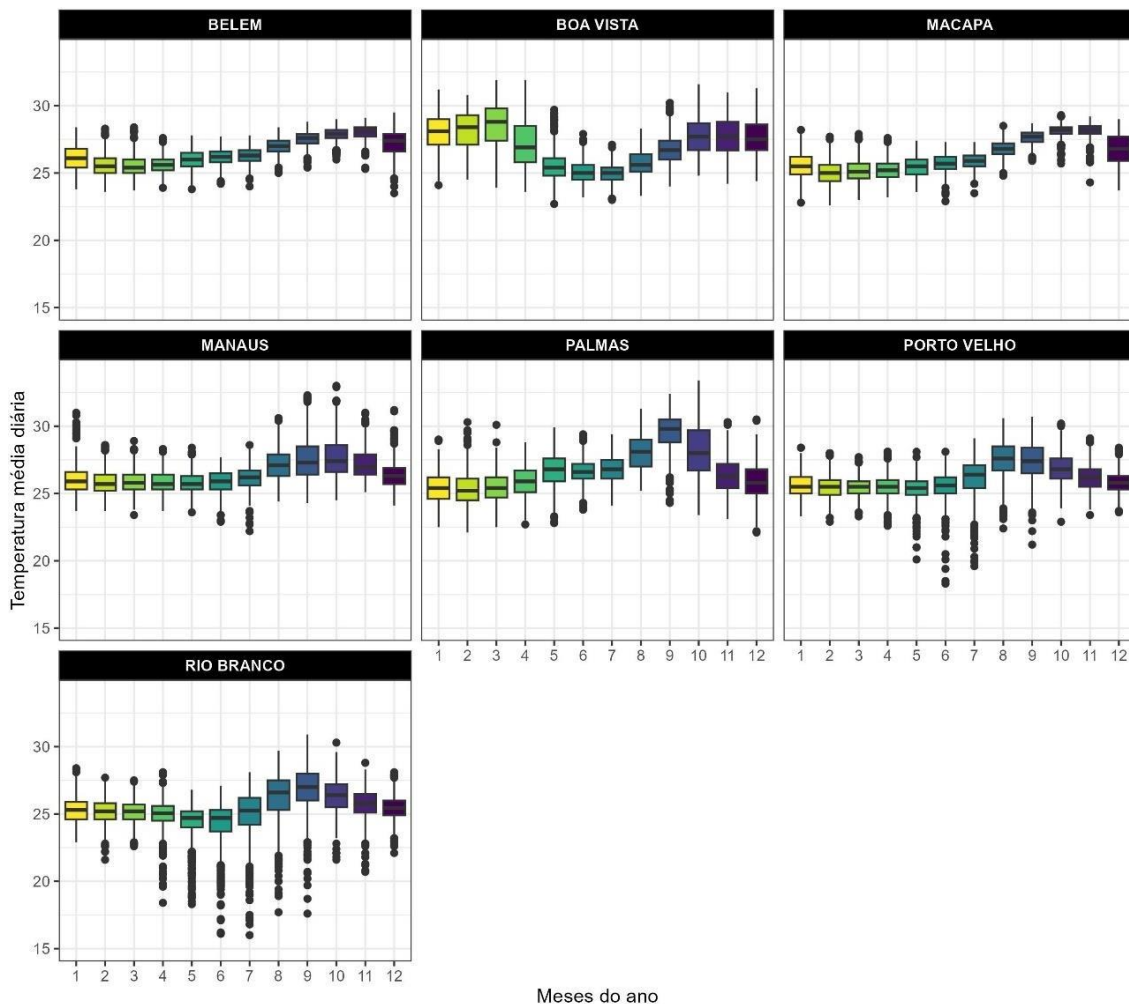 BELEM BOA VISTA MACAPA
30
25
20
15
MANAUS PALMAS PORTO VELHO
30
25
20
15
1 2 3 4 5 6 7 8 9 10 11 12 1 2 3 4 5 6 7 8 9 10 11 12
RIO BRANCO
30
25
20
15
1 2 3 4 5 6 7 8 9 10 11 12
Temperatura média diária
Meses do ano